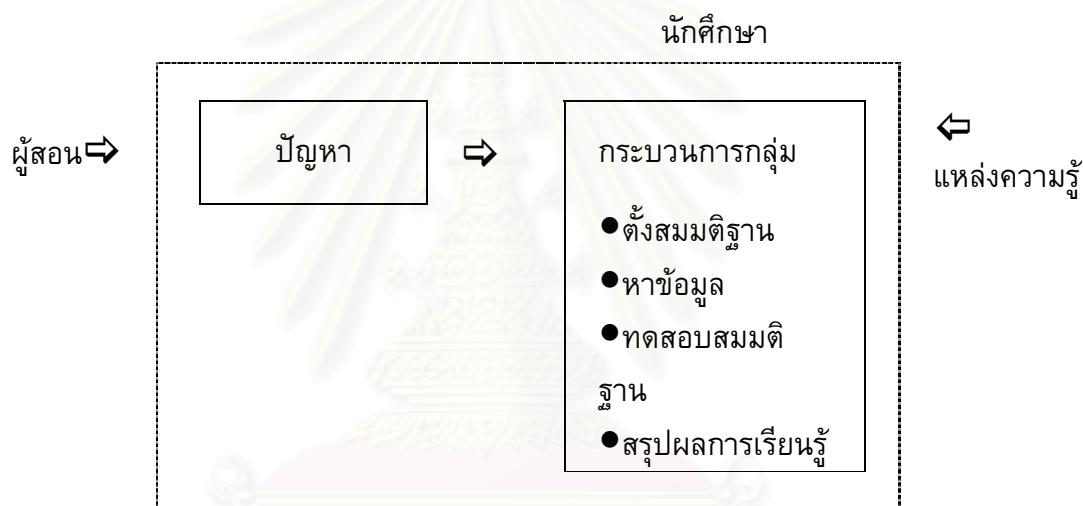 นักศึกษา
ผู้สอน⇨
ปัญหา
⇨
กระบวนการกลุ่ม
●ตั้งสมมติฐาน
●หาข้อมูล
●ทดสอบสมมติ
ฐาน
●สรุปผลการเรียนรู้
⇦
แหล่งความรู้